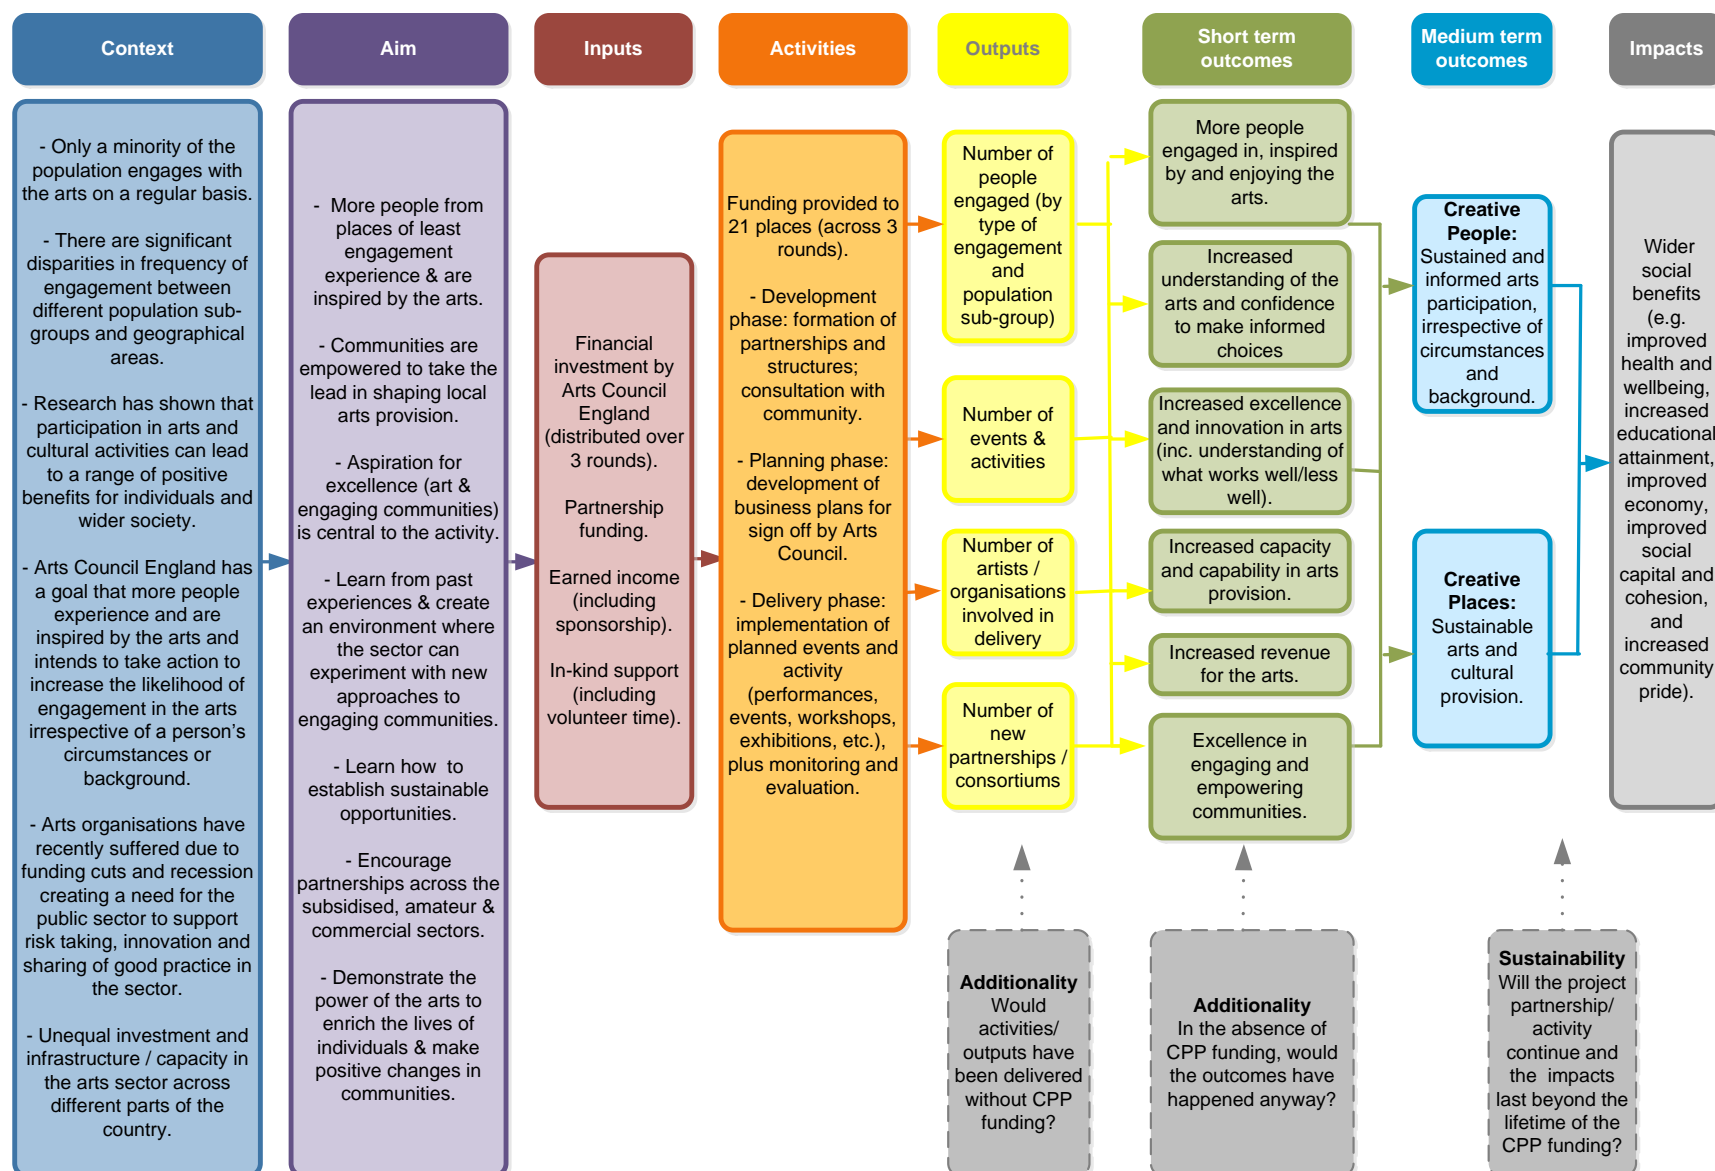 Context
Aim
Inputs
Activities
Outputs
Short term
outcomes
Medium term
outcomes
Impacts
- Only a minority of the
population engages with
the arts on a regular basis.
- There are significant
disparities in frequency of
engagement between
different population sub-
groups and geographical
areas.
- Research has shown that
participation in arts and
cultural activities can lead
to a range of positive
benefits for individuals and
wider society.
- Arts Council England has
a goal that more people
experience and are
inspired by the arts and
intends to take action to
increase the likelihood of
engagement in the arts
irrespective of a person's
circumstances or
background.
- Arts organisations have
recently suffered due to
funding cuts and recession
creating a need for the
public sector to support
risk taking, innovation and
sharing of good practice in
the sector.
- Unequal investment and
infrastructure / capacity in
the arts sector across
different parts of the
country.
- More people from
places of least
engagement
experience & are
inspired by the arts.
- Communities are
empowered to take the
lead in shaping local
arts provision.
- Aspiration for
excellence (art &
engaging communities)
is central to the activity.
- Learn from past
experiences & create
an environment where
the sector can
experiment with new
approaches to
engaging communities.
- Learn how to
establish sustainable
opportunities.
- Encourage
partnerships across the
subsidised, amateur &
commercial sectors.
- Demonstrate the
power of the arts to
enrich the lives of
individuals & make
positive changes in
communities.
Financial
investment by
Arts Council
England
(distributed over
3 rounds).
Partnership
funding.
Earned income
(including
sponsorship).
In-kind support
(including
volunteer time).
Funding provided to
21 places (across 3
rounds).
- Development
phase: formation of
partnerships and
structures;
consultation with
community.
- Planning phase:
development of
business plans for
sign off by Arts
Council.
- Delivery phase:
implementation of
planned events and
activity
(performances,
events, workshops,
exhibitions, etc.),
plus monitoring and
evaluation.
Number of
people
engaged (by
type of
engagement
and
population
sub-group)
Number of
events &
activities
Number of
artists /
organisations
involved in
delivery
Number of
new
partnerships /
consortiums
More people
engaged in, inspired
by and enjoying the
arts.
Increased
understanding of the
arts and confidence
to make informed
choices
Increased excellence
and innovation in arts
(inc. understanding of
what works well/less
well).
Increased capacity
and capability in arts
provision.
Increased revenue
for the arts.
Excellence in
engaging and
empowering
communities.
Creative
People:
Sustained and
informed arts
participation,
irrespective of
circumstances
and
background.
Creative
Places:
Sustainable
arts and
cultural
provision.
Wider
social
benefits
(e.g.
improved
health and
wellbeing,
increased
educational
attainment,
improved
economy,
improved
social
capital and
cohesion,
and
increased
community
pride).
Additionality
Would
activities/
outputs have
been delivered
without CPP
funding?
Additionality
In the absence of
CPP funding, would
the outcomes have
happened anyway?
Sustainability
Will the project
partnership/
activity
continue and
the impacts
last beyond the
lifetime of the
CPP funding?